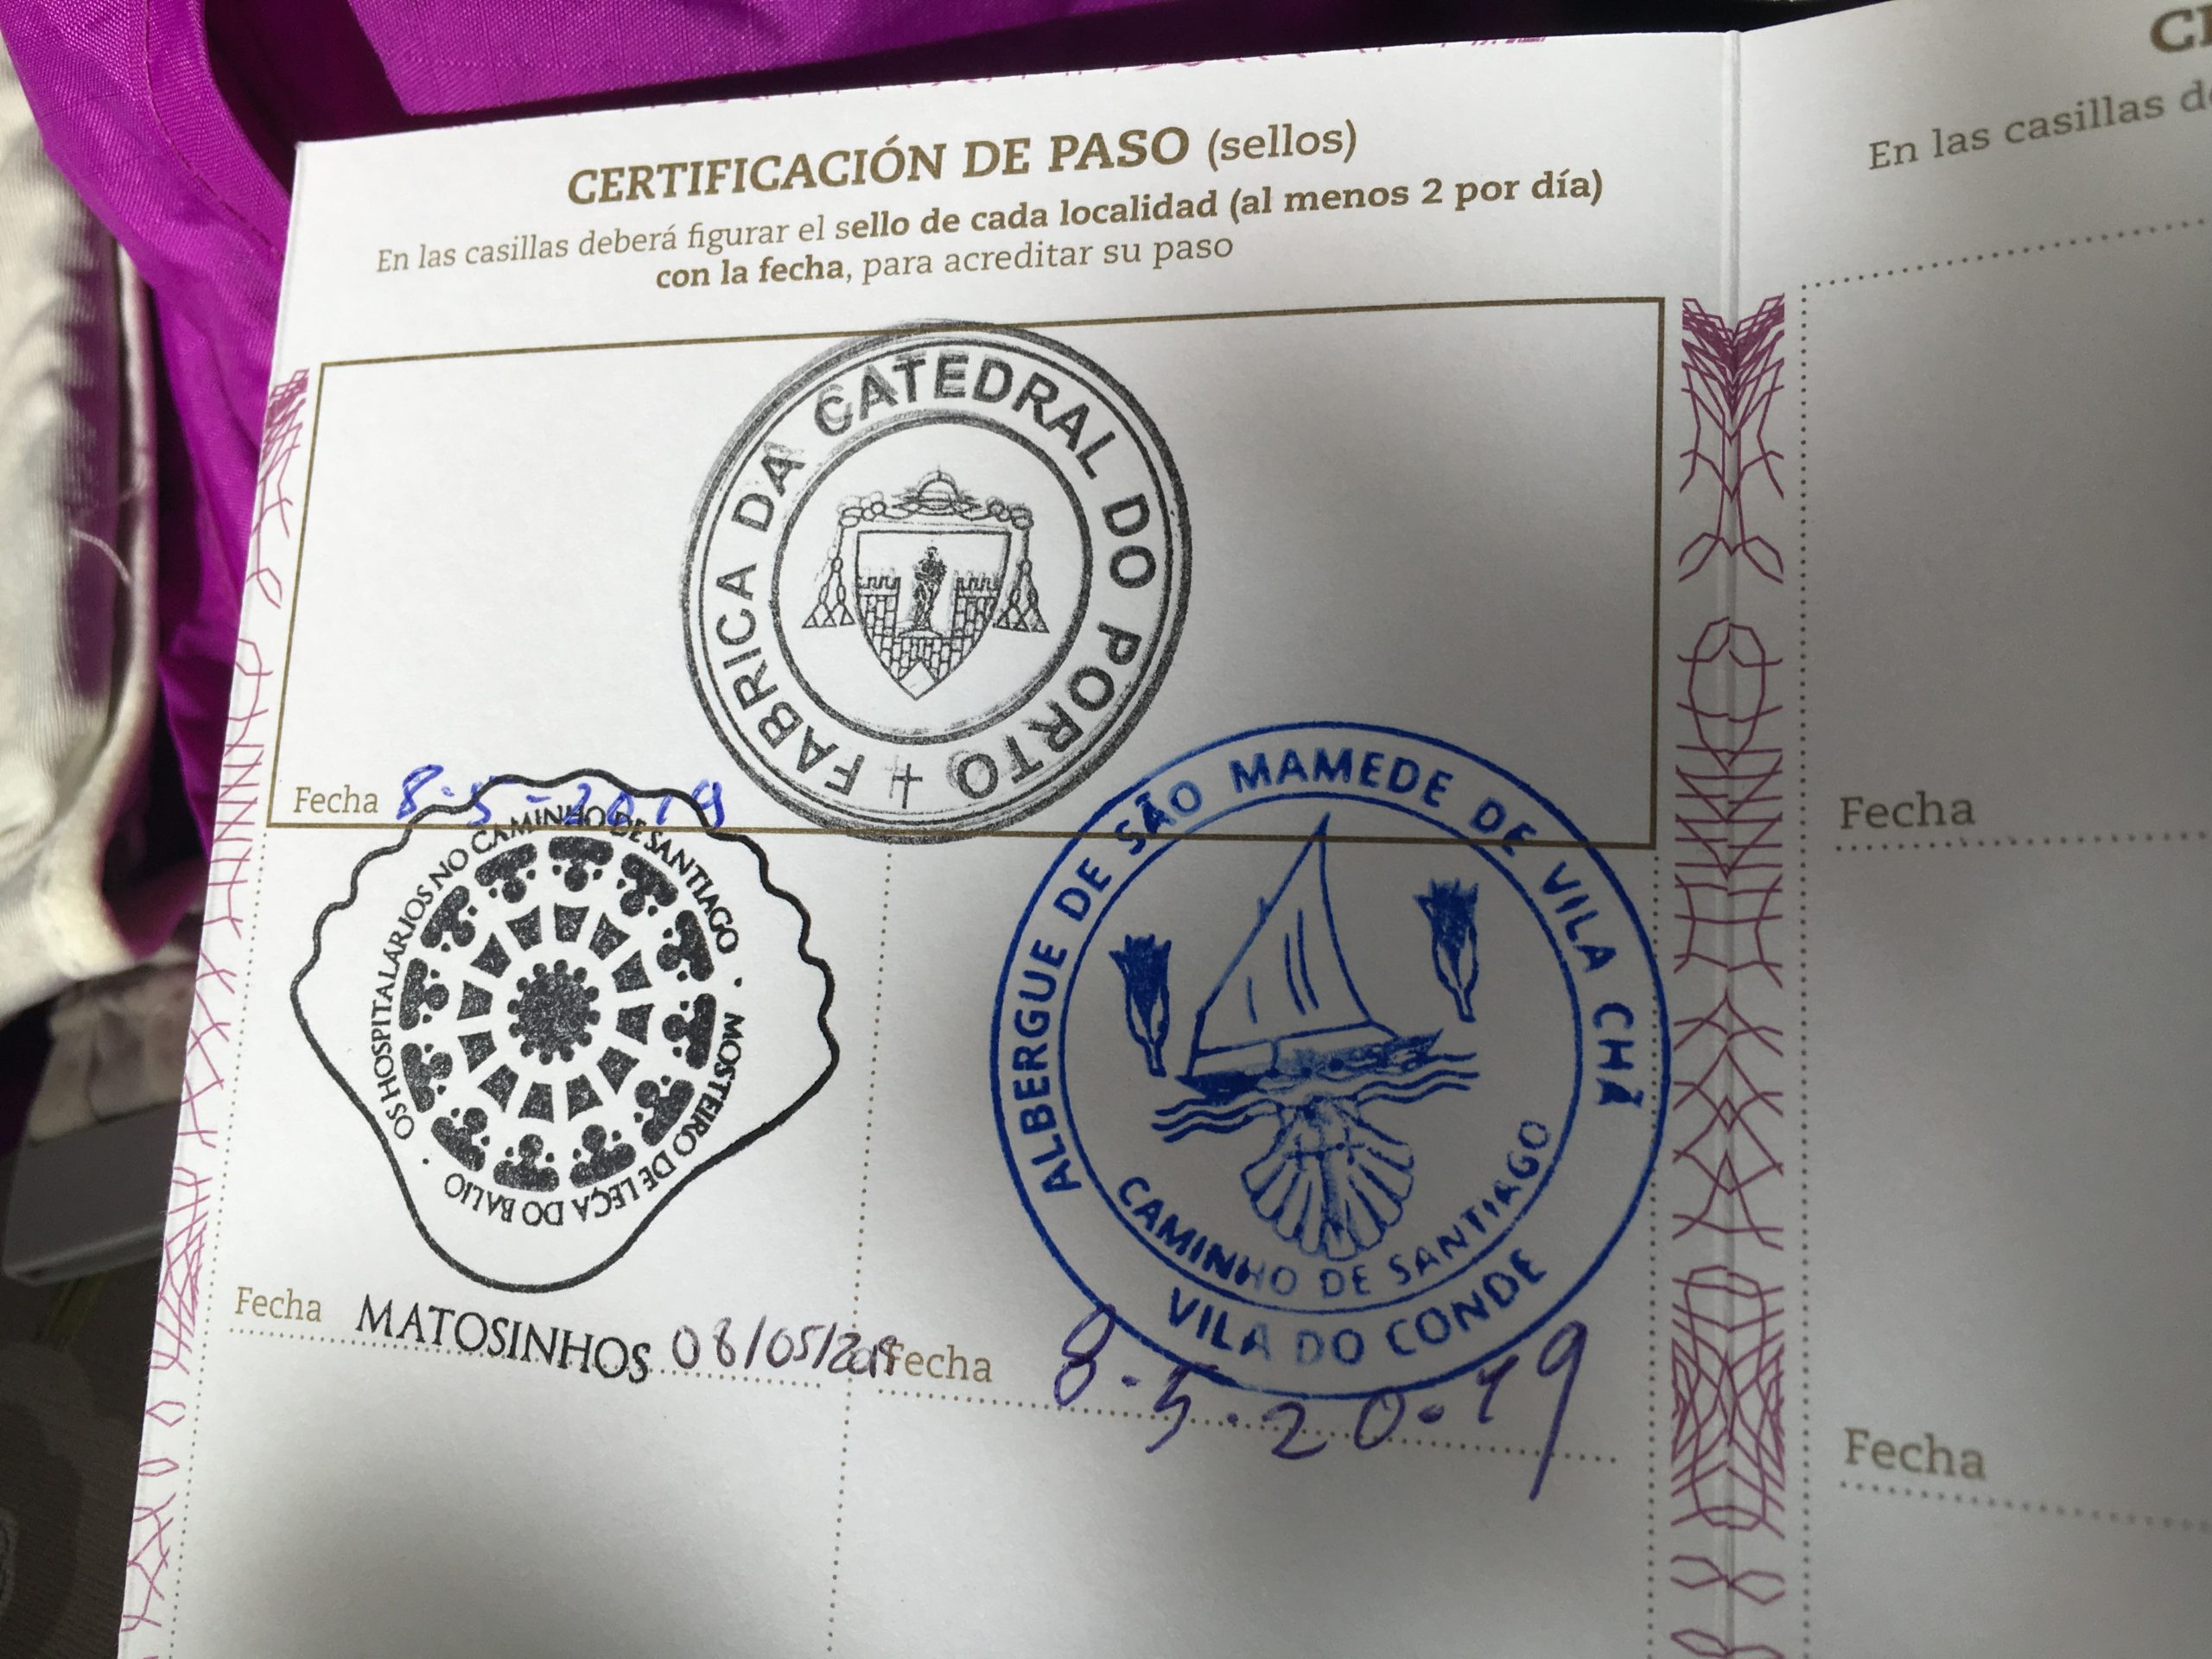 CERTIFICACIÓN DE PASO (sellos)
En las casillas deberá figurar el sello de cada localidad (al menos 2 por día)
con la fecha, para acreditar su paso
FABRICA DA CATEDRAL DO PORTO
Fecha 8-5-2019
OS HOSPITALÁRIOS NO CAMINHO DE SANTIAGO · MOSTEIRO DE LEÇA DO BALIO ·
Fecha MATOSINHOS 08/05/2019
ALBERGUE DE SÃO MAMEDE DE VILA CHÃ
CAMINHO DE SANTIAGO
VILA DO CONDE
Fecha 8-5-20-19
En las casillas
Fecha
Fecha